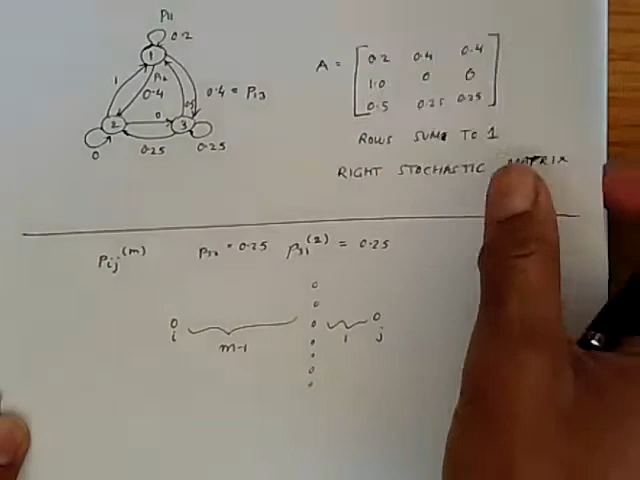 P11
0.2
1
1
P12
0.4
0.4 = P13
0.5
2
0
3
0
0.25
0.25
A = [ 0.2 0.4 0.4
1.0 0 0
0.5 0.25 0.25 ]
ROWS SUM TO 1
RIGHT STOCHASTIC MATRIX
Pij(m)
= 0.25
P31(2) = 0.25
i
m-1
1
j